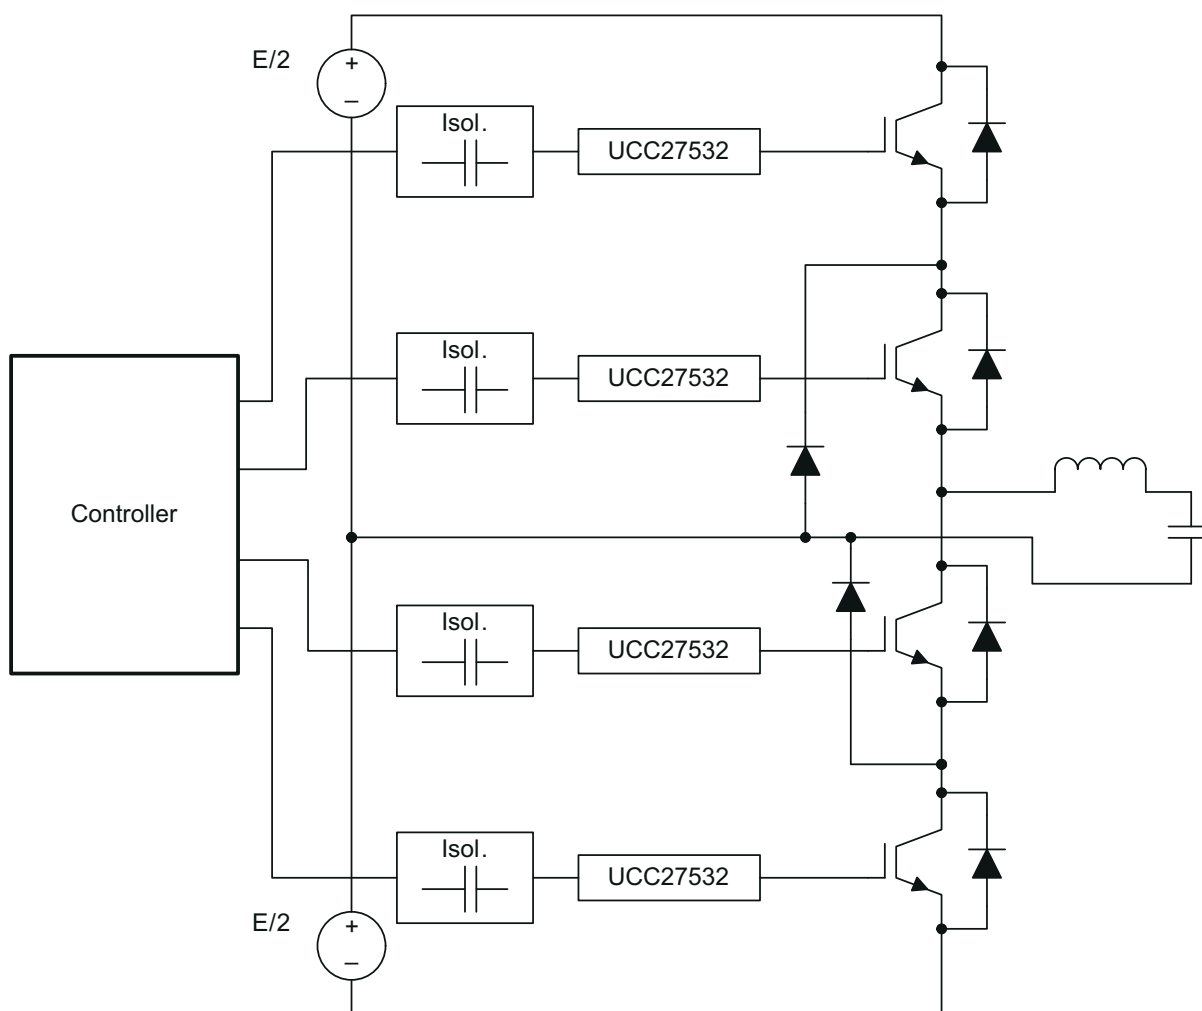 E/2
+
−
Isol.
UCC27532
Isol.
UCC27532
Controller
Isol.
UCC27532
Isol.
UCC27532
E/2
+
−